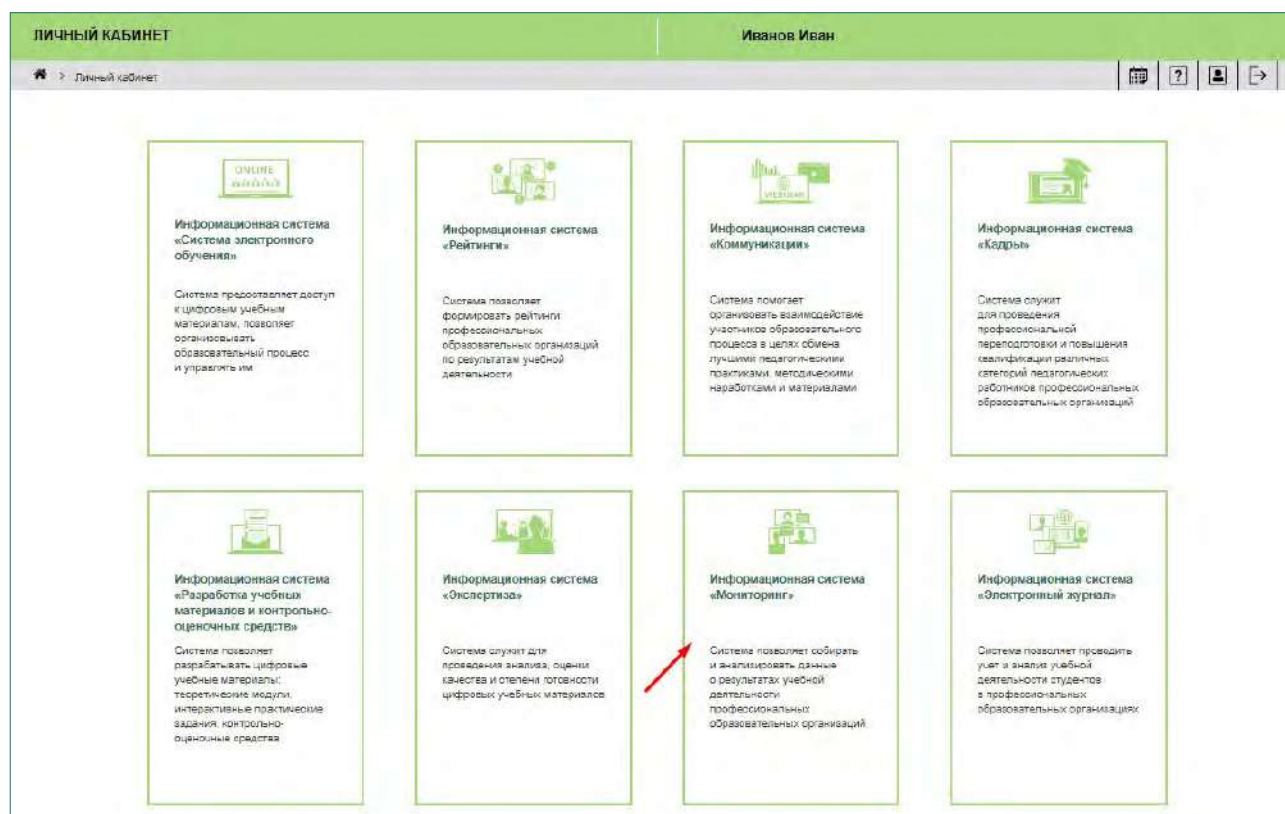 ЛИЧНЫЙ КАБИНЕТ
Иванов Иван
> Личный кабинет
?
ONLINE
Информационная система
«Система электронного
обучения»
Система предоставляет доступ
к цифровым учебным
материалам, позволяет
организовывать
образовательный процесс
и управлять им
Информационная система
«Рейтинги»
Система позволяет
формировать рейтинги
профессиональных
образовательных организаций
по результатам учебной
деятельности
WEBINAR
Информационная система
«Коммуникации»
Система помогает
организовать взаимодействие
участников образовательного
процесса в целях обмена
лучшими педагогическими
практиками, методическими
наработками и материалами
Информационная система
«Кадры»
Система служит
для проведения
профессиональной
переподготовки и повышения
квалификации различных
категорий педагогических
работников профессиональных
образовательных организаций
Информационная система
«Разработка учебных
материалов и контрольно-
оценочных средств»
Система позволяет
разрабатывать цифровые
учебные материалы:
теоретические модули,
интерактивные практические
задания, контрольно-
оценочные средства
Информационная система
«Экспертиза»
Система служит для
проведения анализа, оценки
качества и степени готовности
цифровых учебных материалов
Информационная система
«Мониторинг»
Система позволяет собирать
и анализировать данные
о результатах учебной
деятельности
профессиональных
образовательных организаций
Информационная система
«Электронный журнал»
Система позволяет проводить
учет и анализ учебной
деятельности студентов
в профессиональных
образовательных организациях